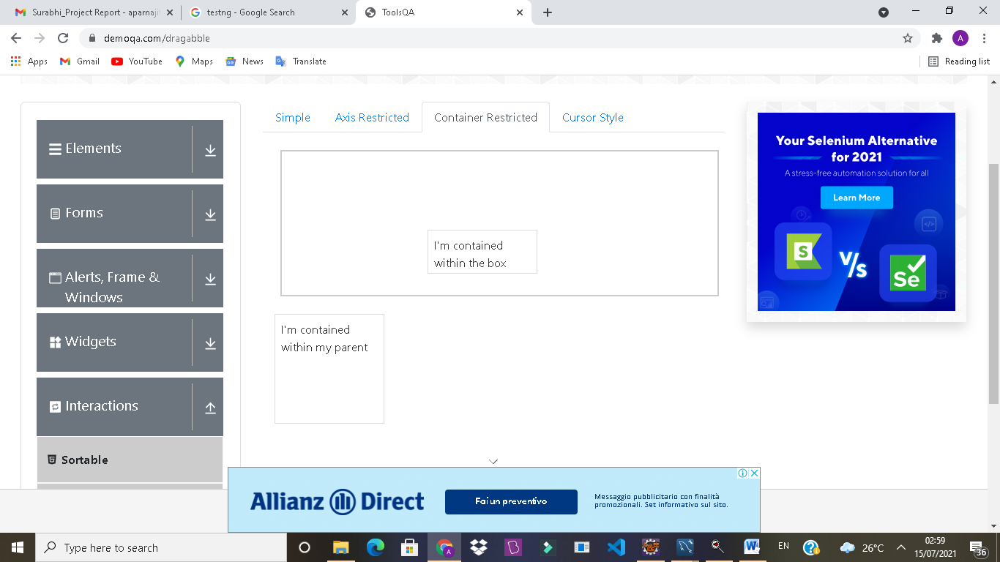 Surabhi_Project Report - aparnaji
testng - Google Search
ToolsQA
demoqa.com/dragabble
A
Apps
Gmail
YouTube
Maps
News
Translate
Reading list
Simple
Axis Restricted
Container Restricted
Cursor Style
Elements
Forms
Alerts, Frame &
Windows
Widgets
Interactions
Sortable
I'm contained
within the box
I'm contained
within my parent
Your Selenium Alternative
for 2021
A stress-free automation solution for all
Learn More
S
V/s
Se
Allianz Direct
Fai un preventivo
Messaggio pubblicitario con finalità
promozionali. Set informativo sul sito.
Type here to search
EN
26°C
02:59
15/07/2021
36